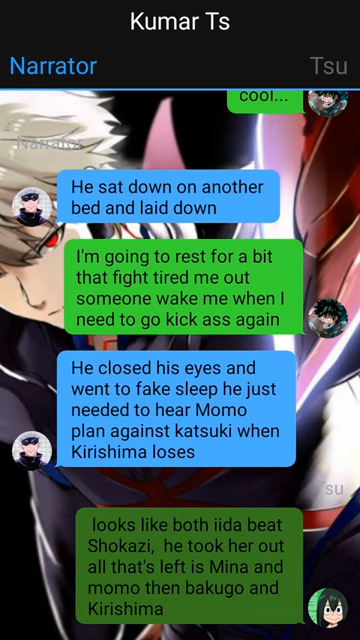 Kumar Ts
Narrator
Tsu
cool...
Narrator
He sat down on another
bed and laid down
I'm going to rest for a bit
that fight tired me out
someone wake me when I
need to go kick ass again
He closed his eyes and
went to fake sleep he just
needed to hear Momo
plan against katsuki when
Kirishima loses
su
looks like both iida beat
Shokazi, he took her out
all that's left is Mina and
momo then bakugo and
Kirishima